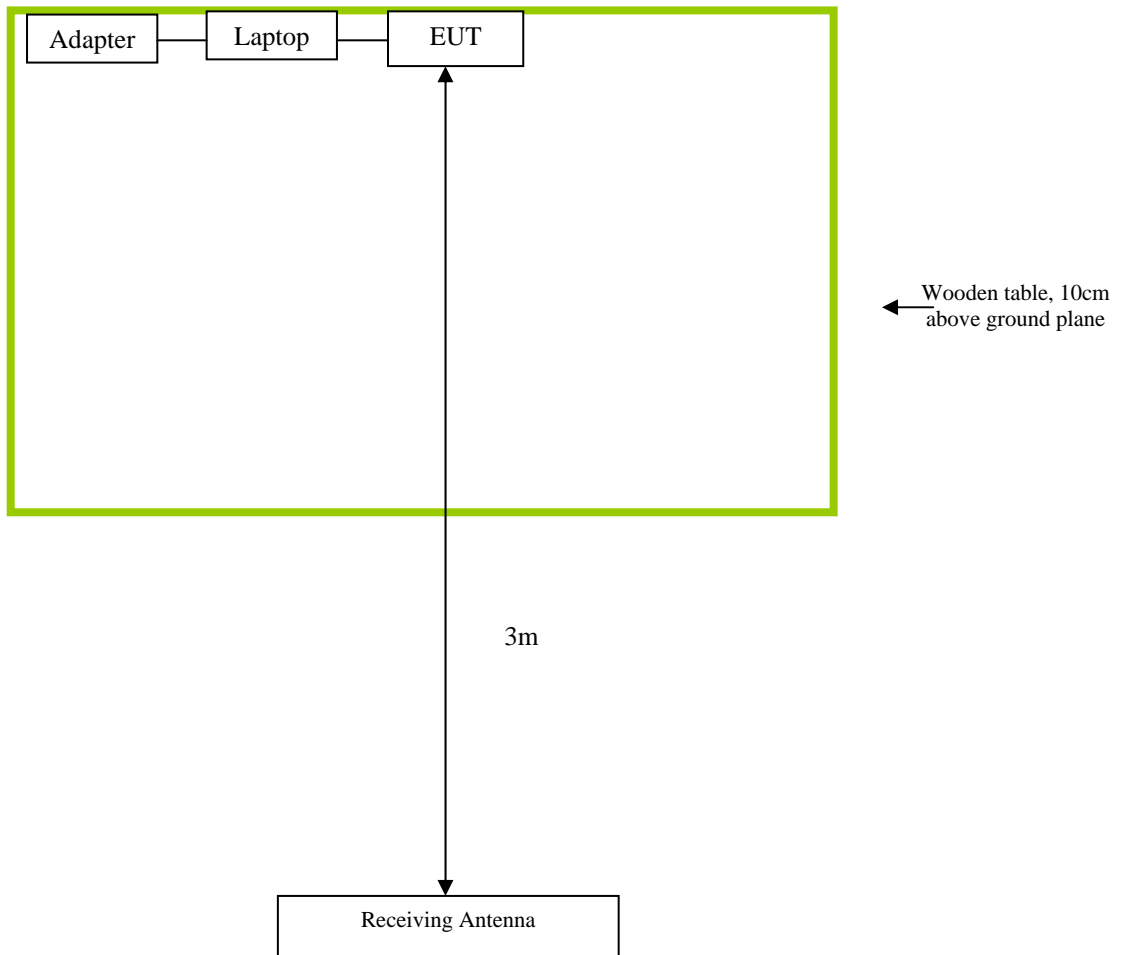 Adapter
Laptop
EUT
Wooden table, 10cm
above ground plane
3m
Receiving Antenna